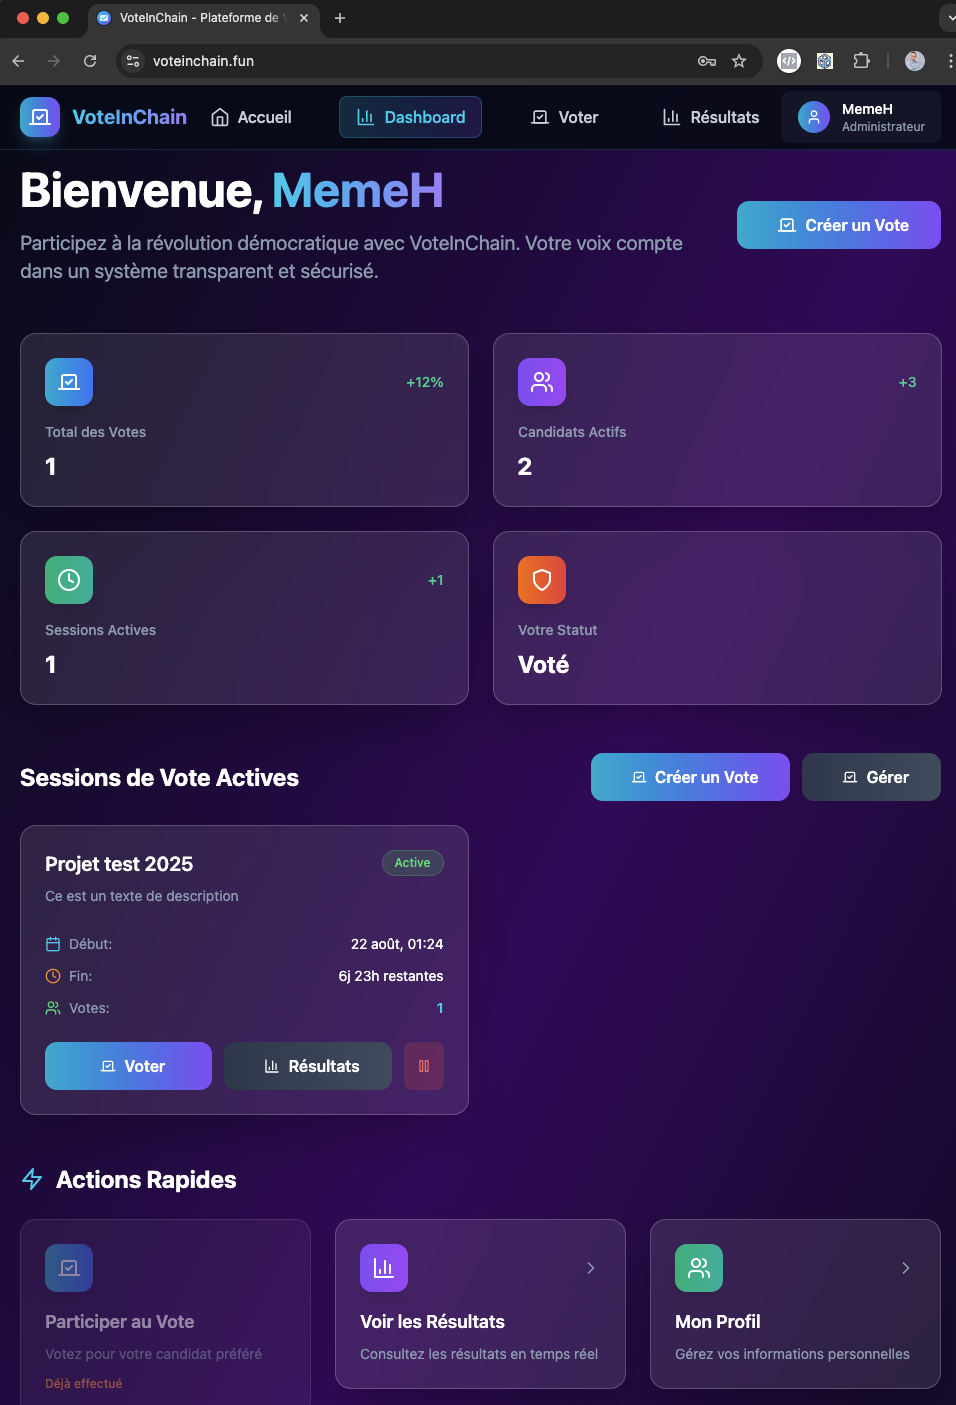 VoteInChain - Plateforme de
voteinchain.fun
VoteInChain
Accueil
Dashboard
Voter
Résultats
MemeH
Administrateur
Bienvenue, MemeH
Participez à la révolution démocratique avec VoteInChain. Votre voix compte
dans un système transparent et sécurisé.
Créer un Vote
+12%
Total des Votes
1
+3
Candidats Actifs
2
+1
Sessions Actives
1
Votre Statut
Voté
Sessions de Vote Actives
Créer un Vote
Gérer
Projet test 2025
Active
Ce est un texte de description
Début:
22 août, 01:24
Fin:
6j 23h restantes
Votes:
1
Voter
Résultats
Actions Rapides
Participer au Vote
Votez pour votre candidat préféré
Déjà effectué
Voir les Résultats
Consultez les résultats en temps réel
Mon Profil
Gérez vos informations personnelles